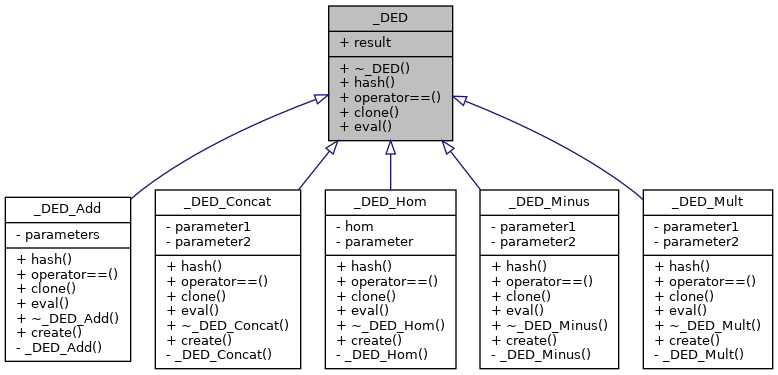 _DED
+ result
+ ~_DED()
+ hash()
+ operator==()
+ clone()
+ eval()
_DED_Add
- parameters
+ hash()
+ operator==()
+ clone()
+ eval()
+ ~_DED_Add()
+ create()
- _DED_Add()
_DED_Concat
- parameter1
- parameter2
+ hash()
+ operator==()
+ clone()
+ eval()
+ ~_DED_Concat()
+ create()
- _DED_Concat()
_DED_Hom
- hom
- parameter
+ hash()
+ operator==()
+ clone()
+ eval()
+ ~_DED_Hom()
+ create()
- _DED_Hom()
_DED_Minus
- parameter1
- parameter2
+ hash()
+ operator==()
+ clone()
+ eval()
+ ~_DED_Minus()
+ create()
- _DED_Minus()
_DED_Mult
- parameter1
- parameter2
+ hash()
+ operator==()
+ clone()
+ eval()
+ ~_DED_Mult()
+ create()
- _DED_Mult()